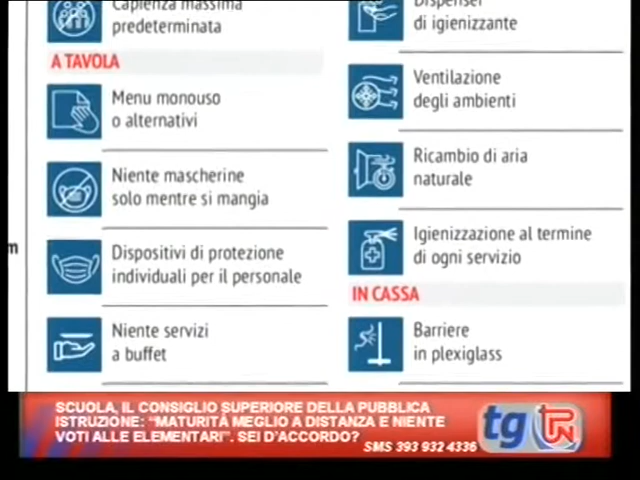 Capienza massima
predeterminata
A TAVOLA
Menu monouso
o alternativi
Niente mascherine
solo mentre si mangia
Dispositivi di protezione
individuali per il personale
Niente servizi
a buffet
Dispenser
di igienizzante
Ventilazione
degli ambienti
Ricambio di aria
naturale
Igienizzazione al termine
di ogni servizio
IN CASSA
Barriere
in plexiglass
m
SCUOLA, IL CONSIGLIO SUPERIORE DELLA PUBBLICA
ISTRUZIONE: “MATURITÀ MEGLIO A DISTANZA E NIENTE
VOTI ALLE ELEMENTARI”. SEI D'ACCORDO?
SMS 393 932 4336
tg TRN